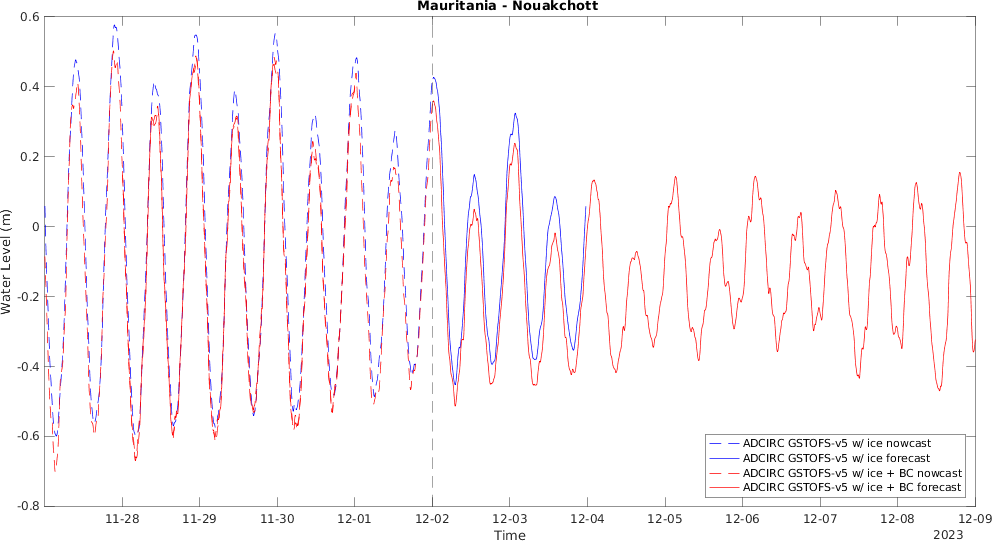 Mauritania - Nouakchott
0.6
0.4
0.2
0
-0.2
-0.4
-0.6
-0.8
Water Level (m)
11-28 11-29 11-30 12-01 12-02 12-03 12-04 12-05 12-06 12-07 12-08 12-09
Time
2023
ADCIRC GSTOFS-v5 w/ ice nowcast
ADCIRC GSTOFS-v5 w/ ice forecast
ADCIRC GSTOFS-v5 w/ ice + BC nowcast
ADCIRC GSTOFS-v5 w/ ice + BC forecast